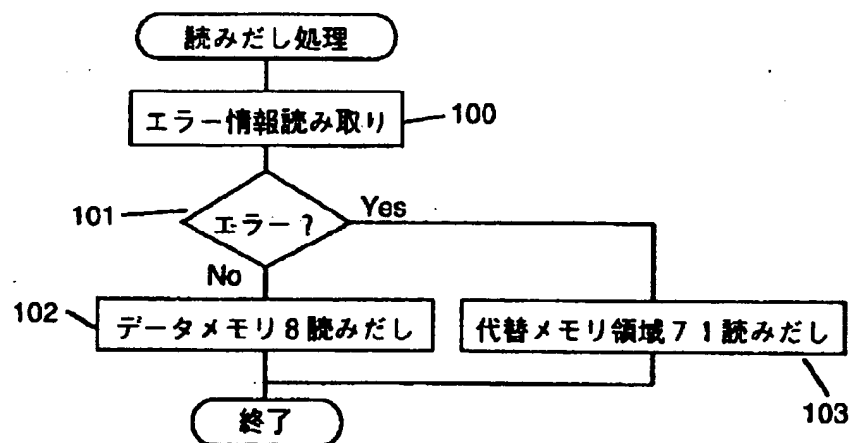 読みだし処理
エラー情報読み取り
100
101
エラー?
Yes
No
102
データメモリ8読みだし
代替メモリ領域71読みだし
103
終了